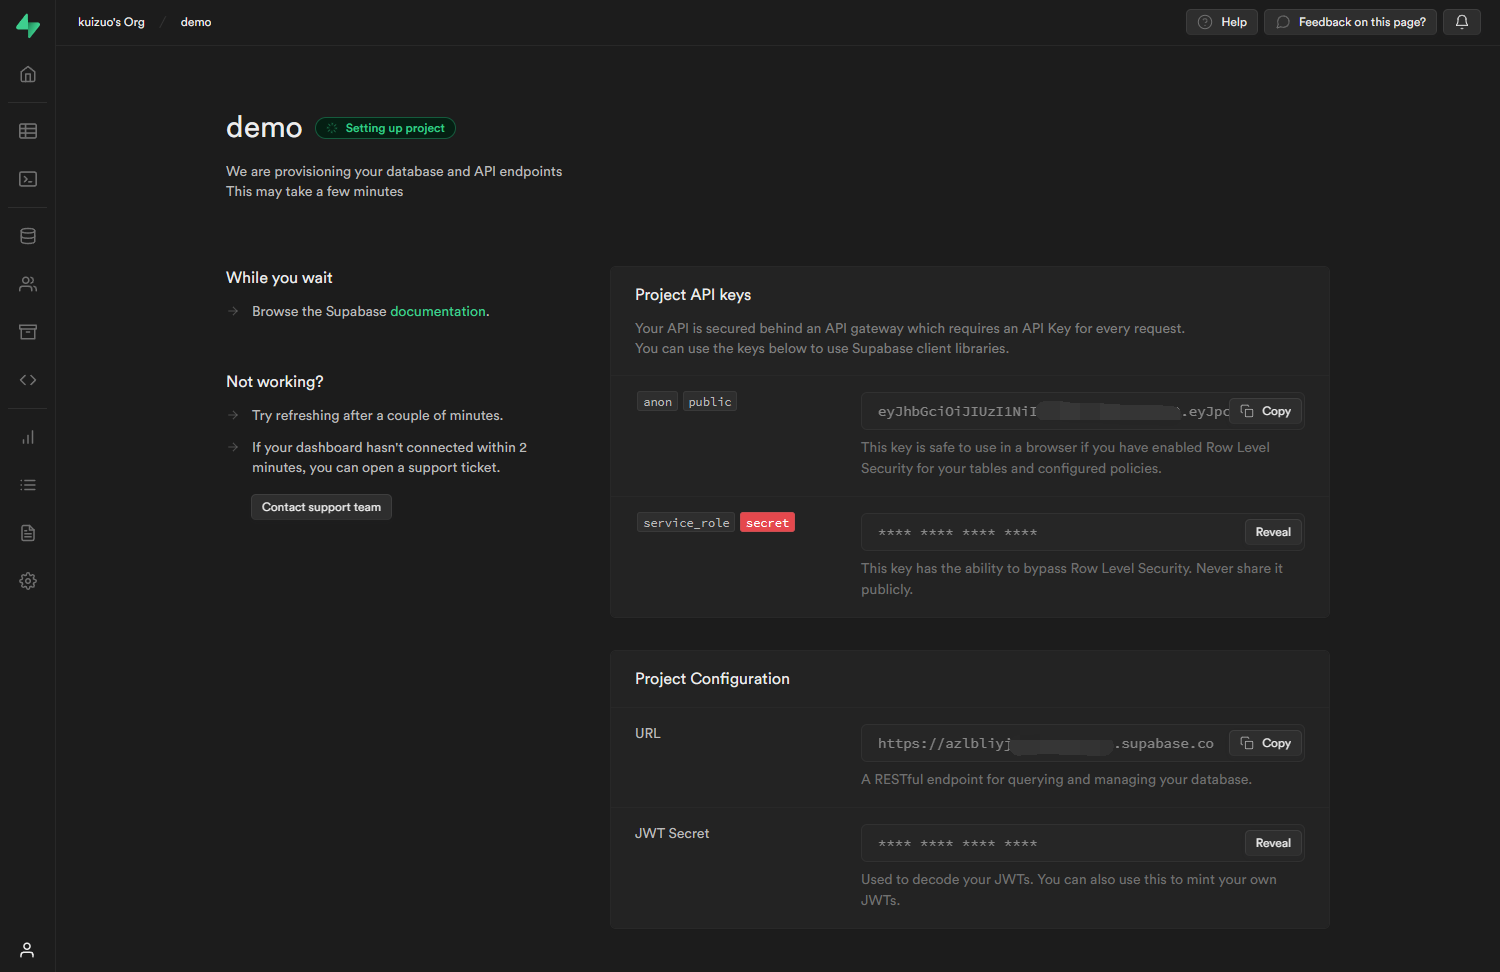 kuizuo's Org / demo
Help
Feedback on this page?
demo
Setting up project
We are provisioning your database and API endpoints
This may take a few minutes
While you wait
Browse the Supabase documentation.
Not working?
Try refreshing after a couple of minutes.
If your dashboard hasn't connected within 2
minutes, you can open a support ticket.
Contact support team
Project API keys
Your API is secured behind an API gateway which requires an API Key for every request.
You can use the keys below to use Supabase client libraries.
anon public
eyJhbGciOiJIUzI1NiI .eyJpc
Copy
This key is safe to use in a browser if you have enabled Row Level
Security for your tables and configured policies.
service_role secret
**** **** **** ****
Reveal
This key has the ability to bypass Row Level Security. Never share it
publicly.
Project Configuration
URL
https://azlbliyj .supabase.co
Copy
A RESTful endpoint for querying and managing your database.
JWT Secret
**** **** **** ****
Reveal
Used to decode your JWTs. You can also use this to mint your own
JWTs.